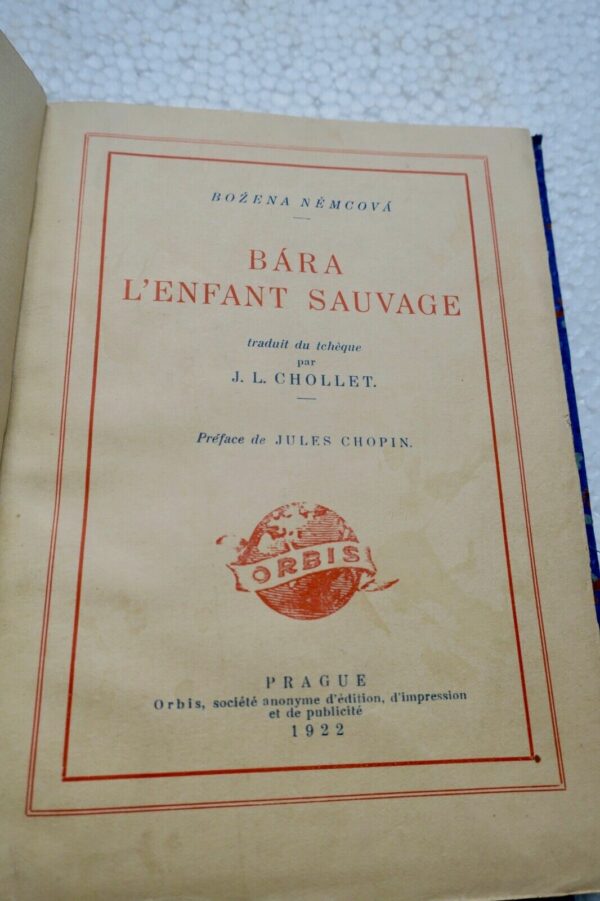 BOŽENA NĚMCOVÁ
BÁRA
L'ENFANT SAUVAGE
traduit du tchèque
par
J. L. CHOLLET.
Préface de JULES CHOPIN.
ORBIS
PRAGUE
Orbis, société anonyme d'édition, d'impression
et de publicité
1922